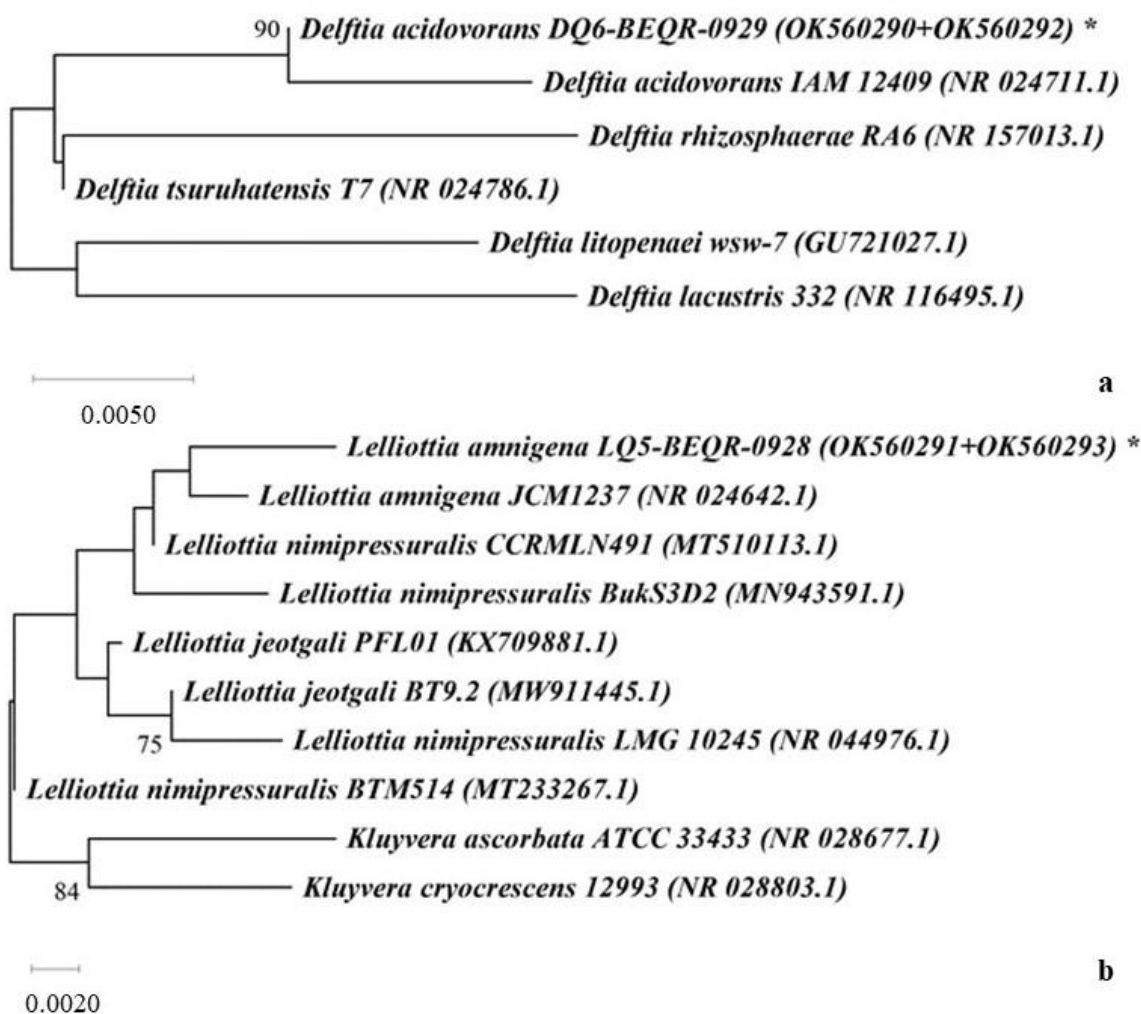 90 Delftia acidovorans DQ6-BEQR-0929 (OK560290+OK560292) *
Delftia acidovorans IAM 12409 (NR 024711.1)
Delftia rhizosphaerae RA6 (NR 157013.1)
Delftia tsuruhatensis T7 (NR 024786.1)
Delftia litopenaei wsw-7 (GU721027.1)
Delftia lacustris 332 (NR 116495.1)
a
0.0050
Lelliottia amnigena LQ5-BEQR-0928 (OK560291+OK560293) *
Lelliottia amnigena JCM1237 (NR 024642.1)
Lelliottia nimipressuralis CCRMLN491 (MT510113.1)
Lelliottia nimipressuralis BukS3D2 (MN943591.1)
Lelliottia jeotgali PFL01 (KX709881.1)
Lelliottia jeotgali BT9.2 (MW911445.1)
75 Lelliottia nimipressuralis LMG 10245 (NR 044976.1)
Lelliottia nimipressuralis BTM514 (MT233267.1)
Kluyvera ascorbata ATCC 33433 (NR 028677.1)
84 Kluyvera cryocrescens 12993 (NR 028803.1)
b
0.0020